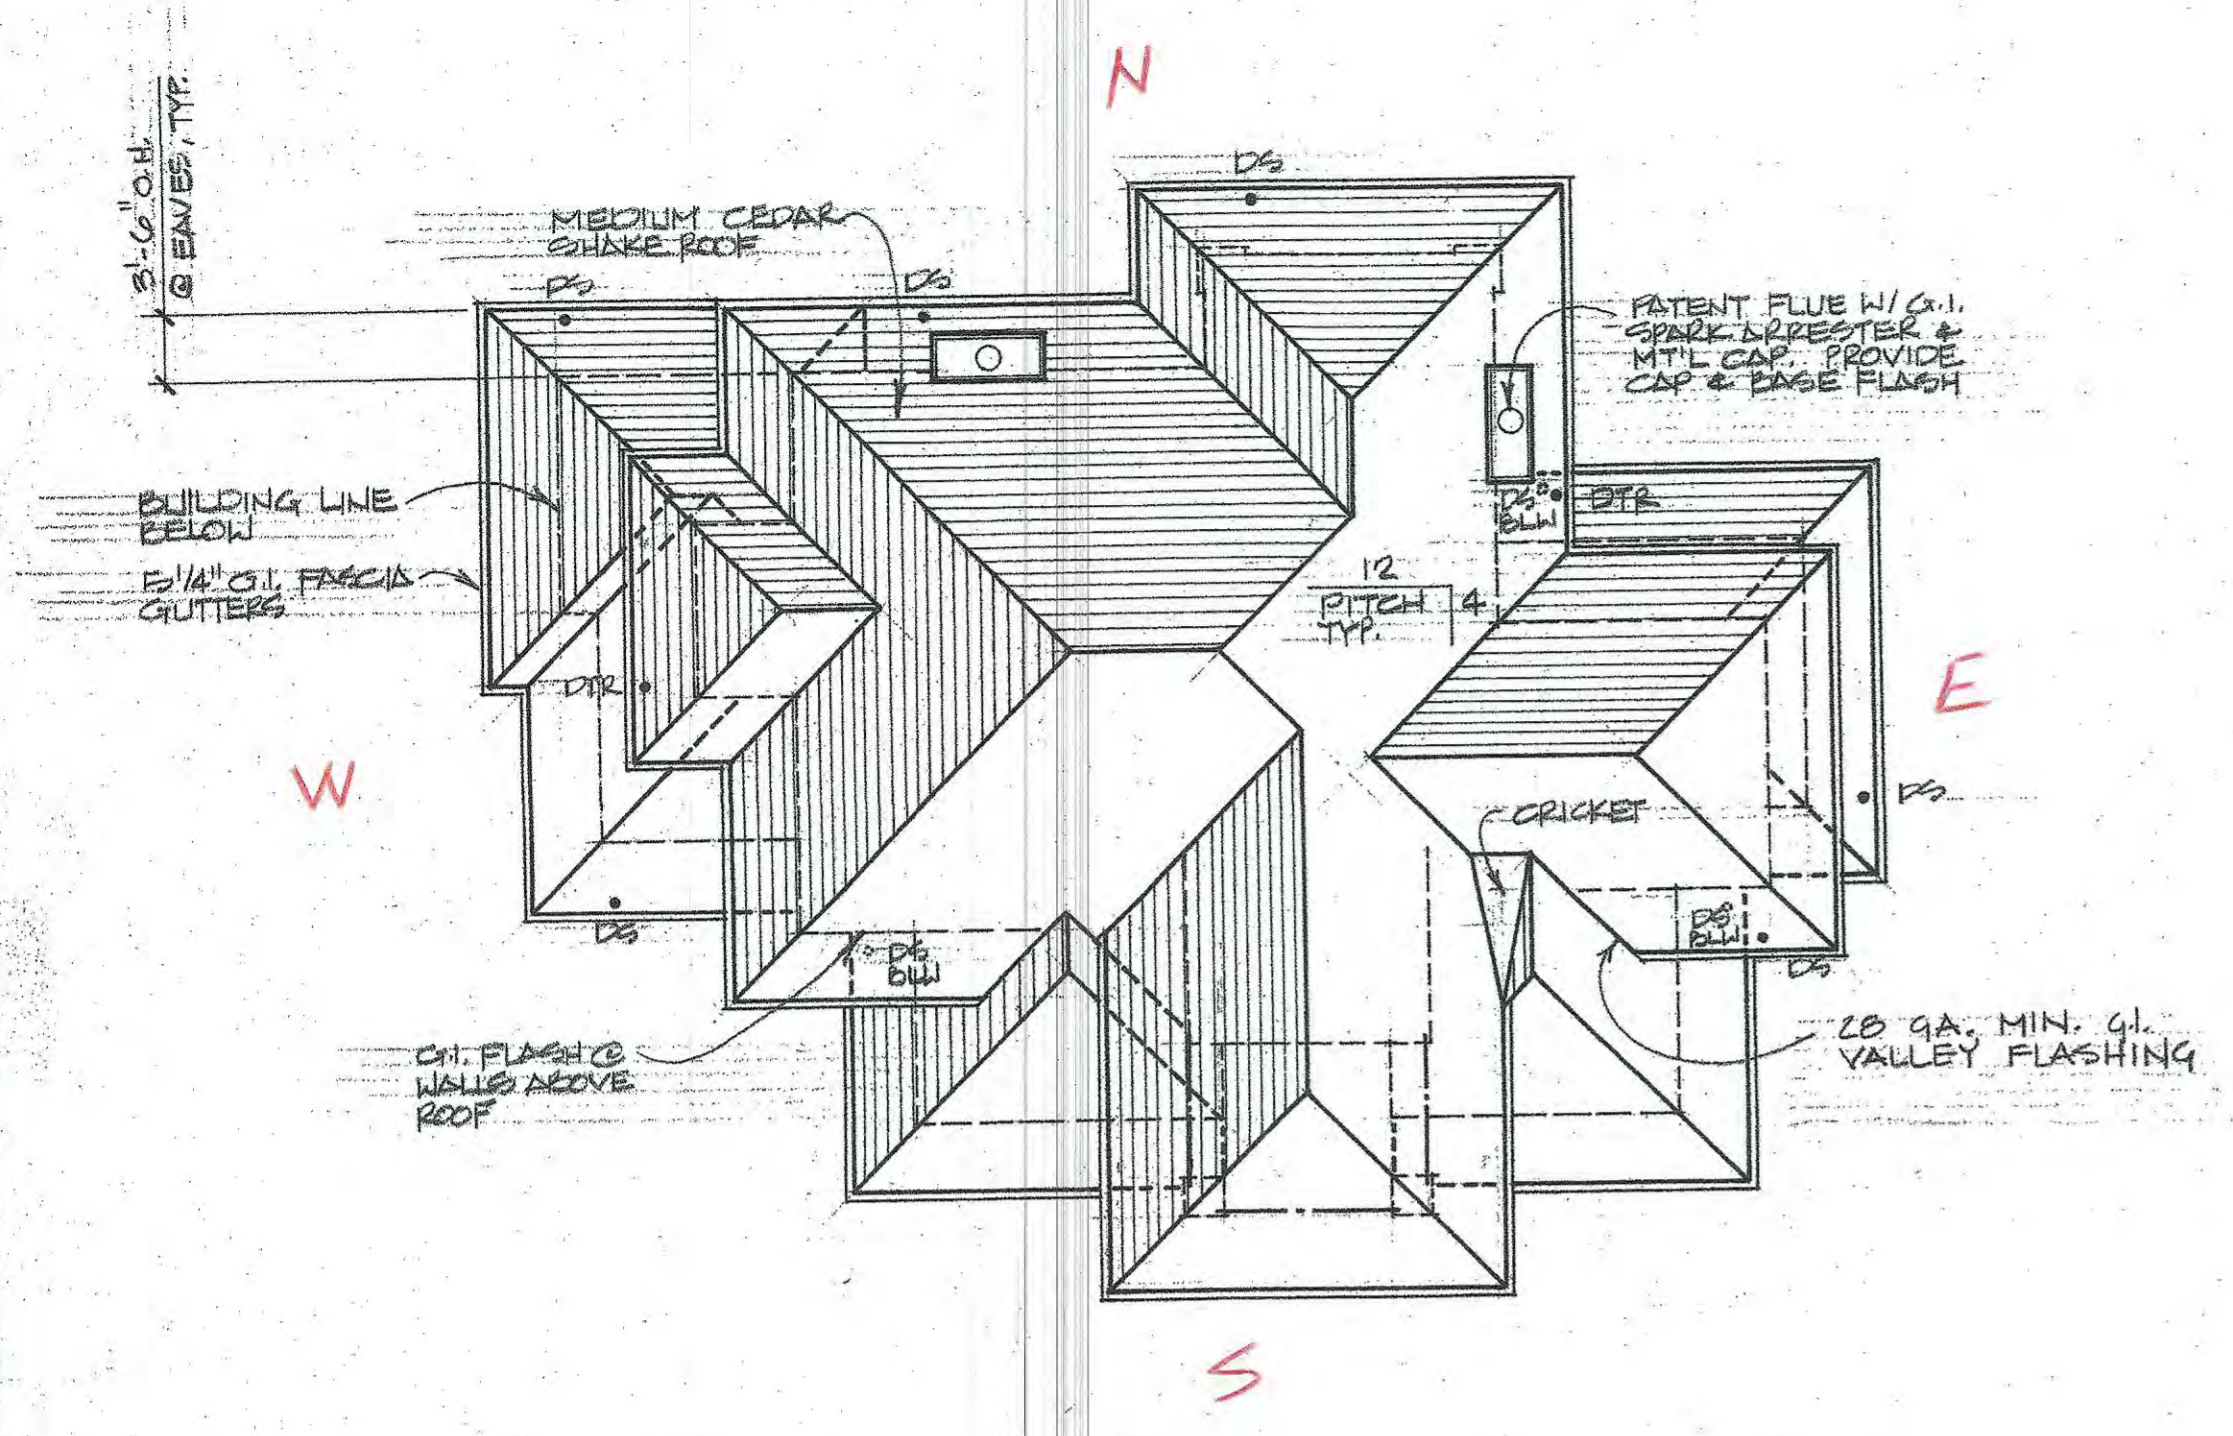 N
3'-6" O.H.
@ EAVES, TYP.
DS
MEDIUM CEDAR
SHAKE ROOF
DS
DS
PATENT FLUE W/ G.I.
SPARK ARRESTER &
MT'L CAP. PROVIDE
CAP & BASE FLASH
BUILDING LINE
BELOW
DS
BLW
DTR
5 1/4" G.I. FASCIA
GUTTERS
12
PITCH 4
TYP.
DTR
E
W
DS
CRICKET
DS
DS
BLW
DS
BLW
DS
G.I. FLASH @
WALLS ABOVE
ROOF
28 GA. MIN. G.I.
VALLEY FLASHING
S